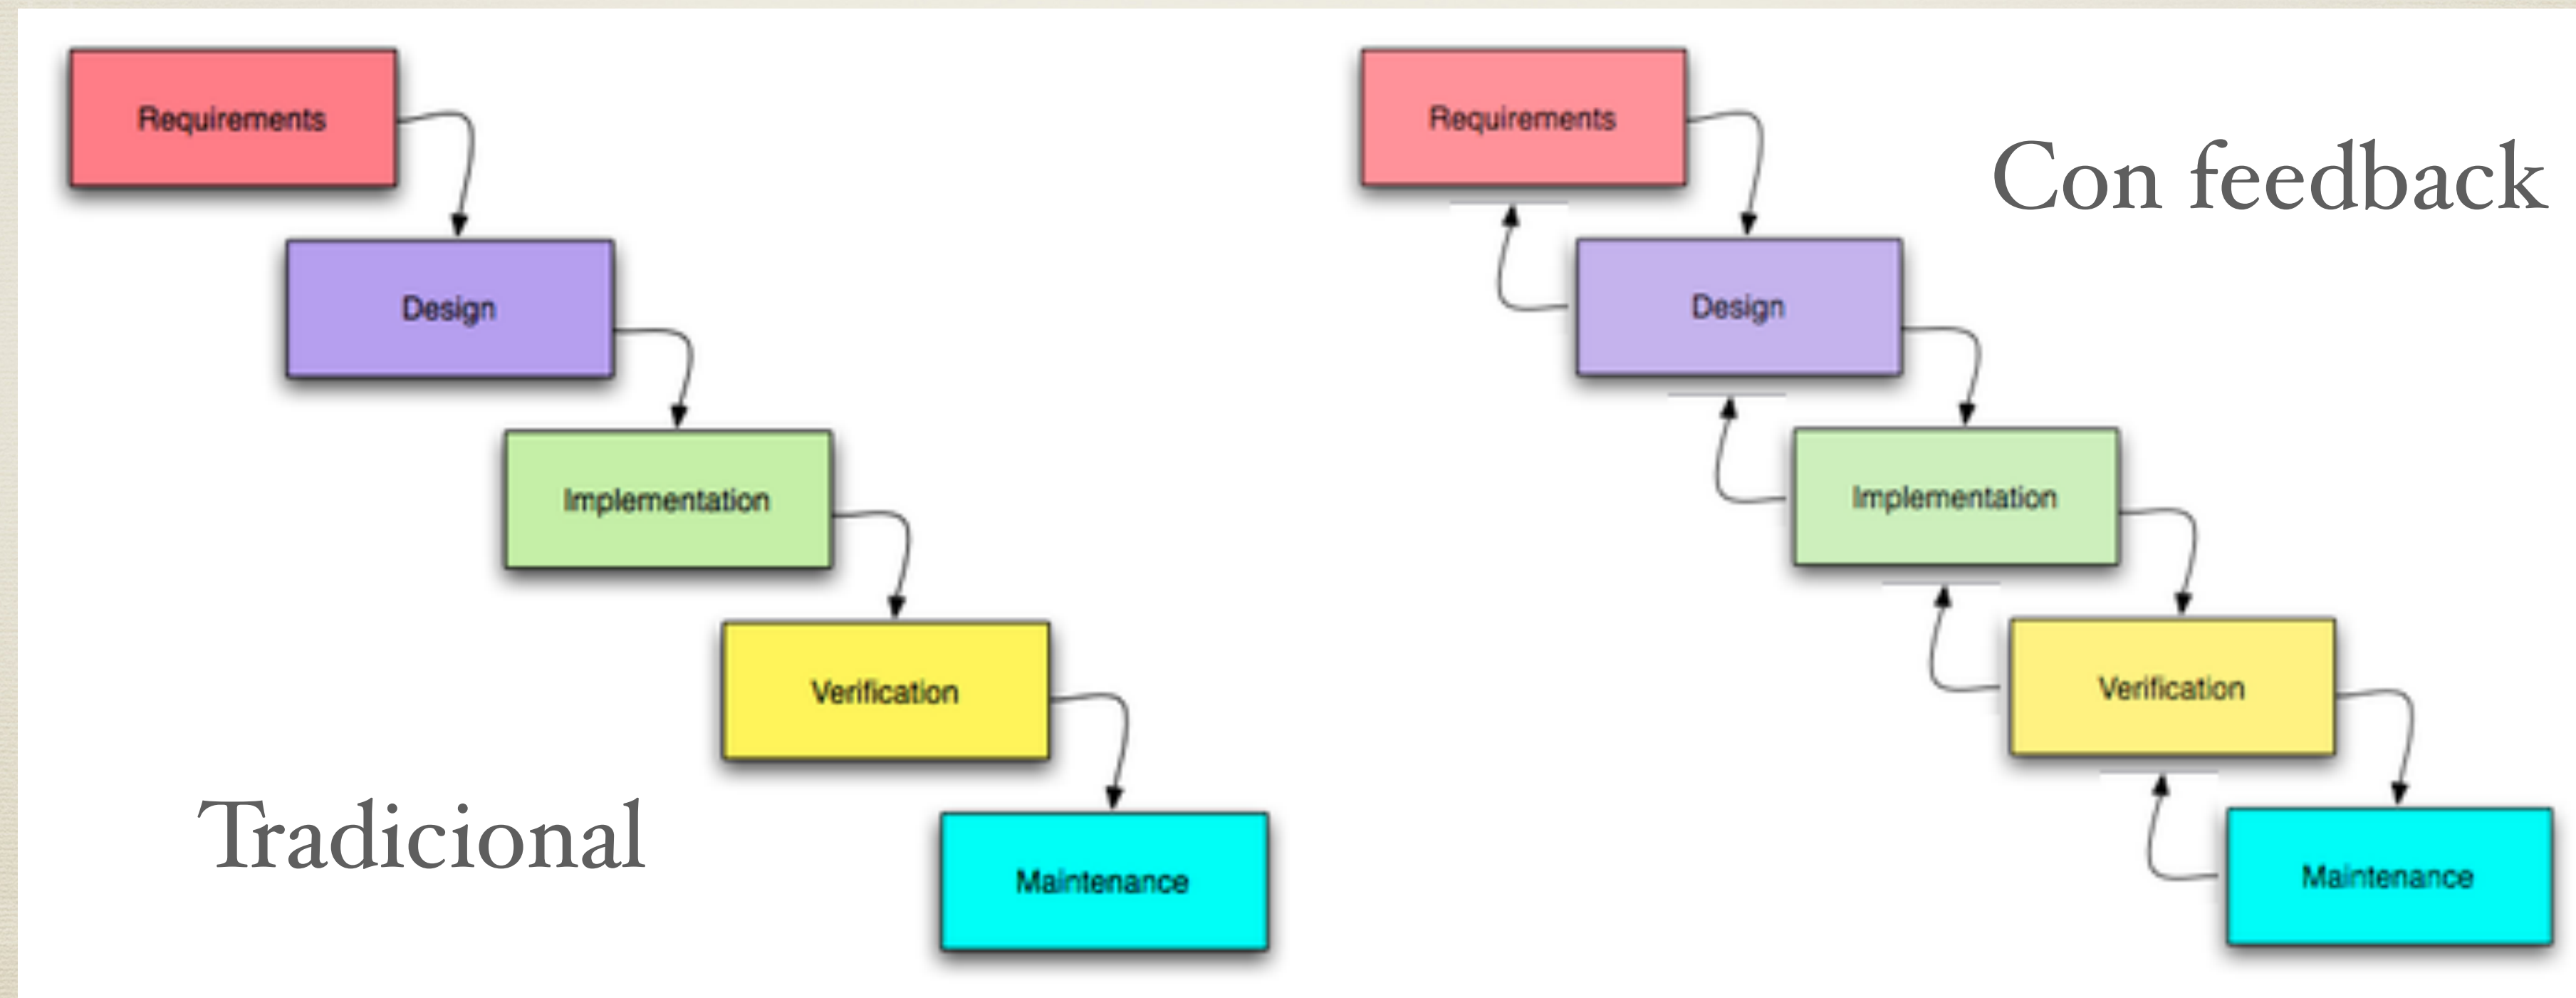 Requirements
Design
Implementation
Verification
Maintenance
Tradicional
Requirements
Con feedback
Design
Implementation
Verification
Maintenance